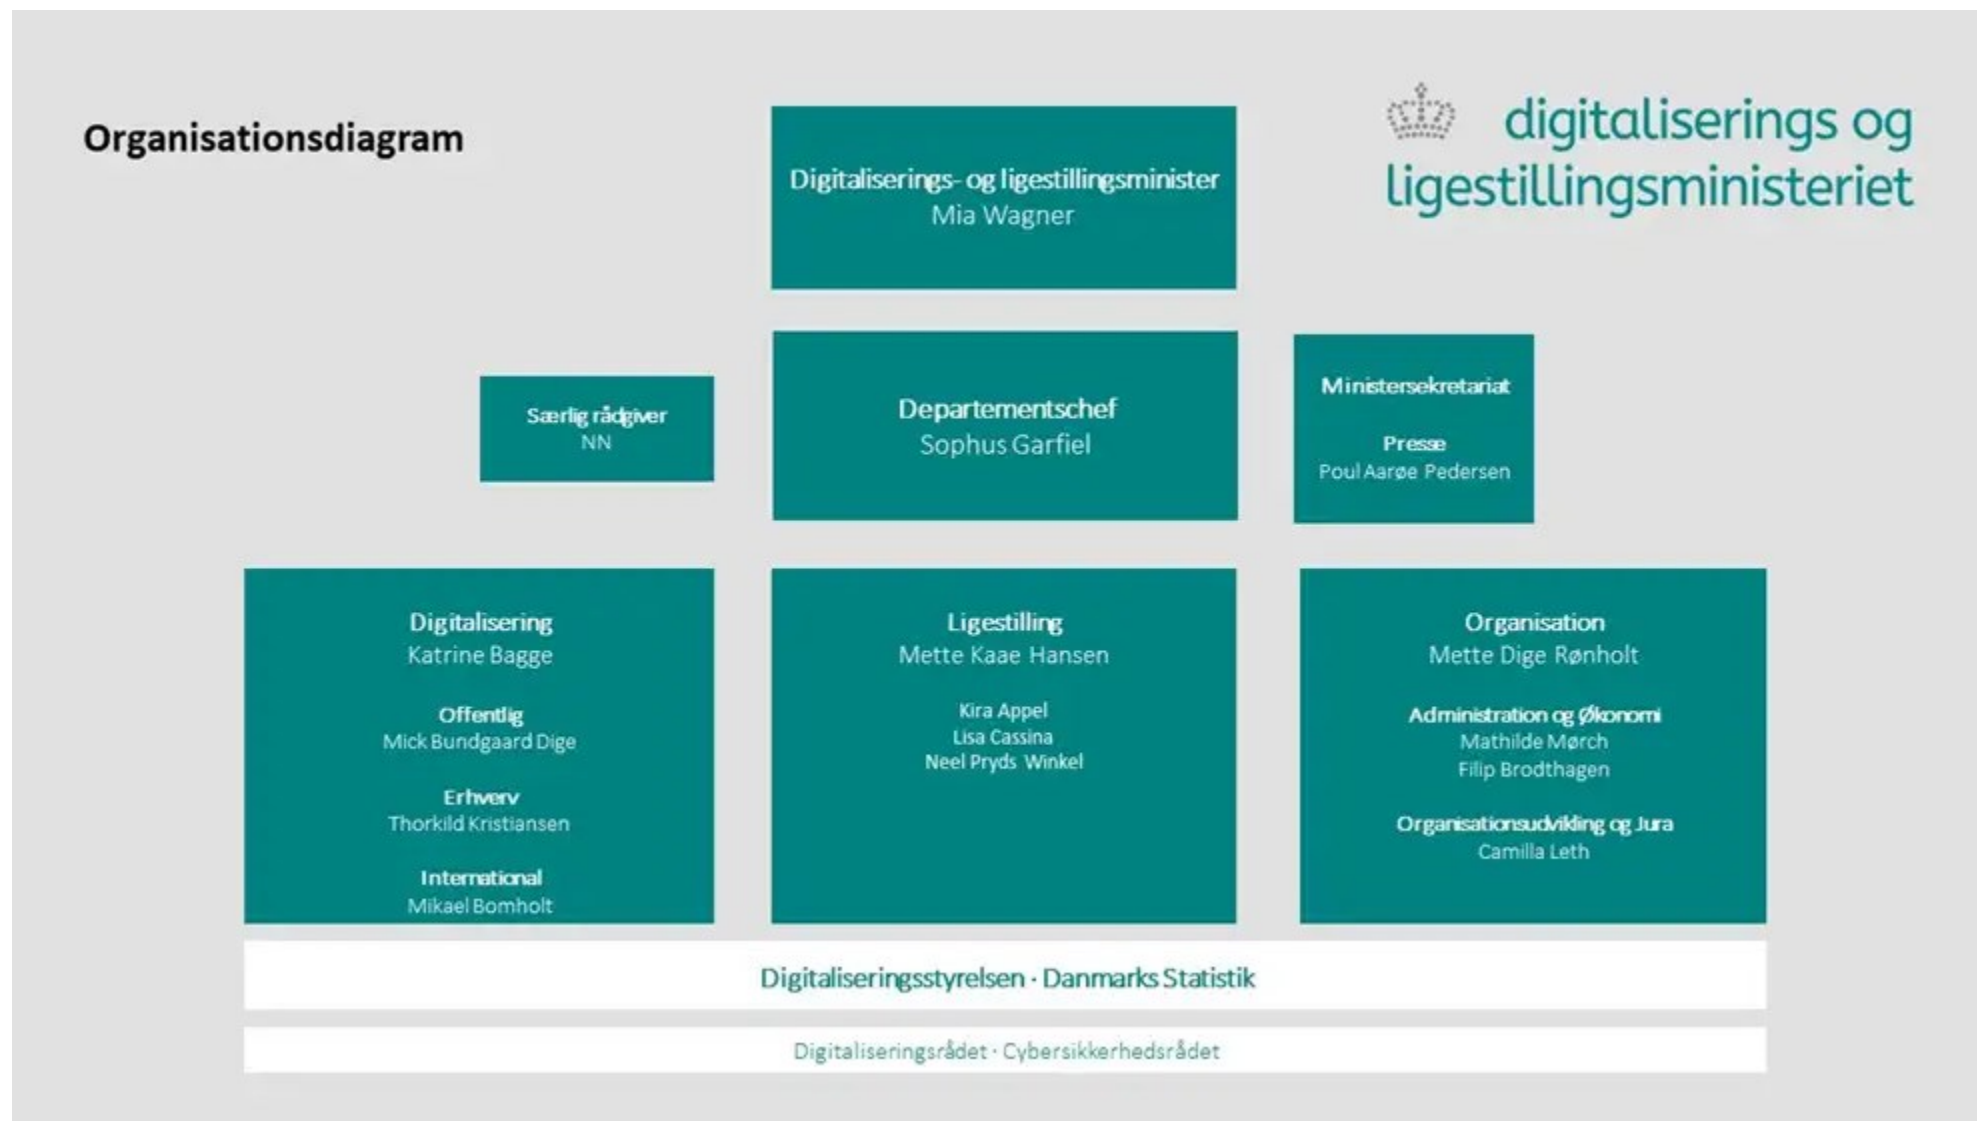 Organisationsdiagram
digitaliserings og
ligestillingsministeriet
Digitaliserings- og ligestillingsminister
Mia Wagner
Særlig rådgiver
NN
Departementschef
Sophus Garfiel
Ministersekretariat
Presse
Poul Aarøe Pedersen
Digitalisering
Katrine Bagge
Offentlig
Mick Bundgaard Dige
Erhverv
Thorkild Kristiansen
International
Mikael Bomholt
Ligestilling
Mette Kaae Hansen
Kira Appel
Lisa Cassina
Neel Pryds Winkel
Organisation
Mette Dige Rønholt
Administration og Økonomi
Mathilde Mørch
Filip Brodthagen
Organisationsudvikling og Jura
Camilla Leth
Digitaliseringsstyrelsen · Danmarks Statistik
Digitaliseringsrådet · Cybersikkerhedsrådet